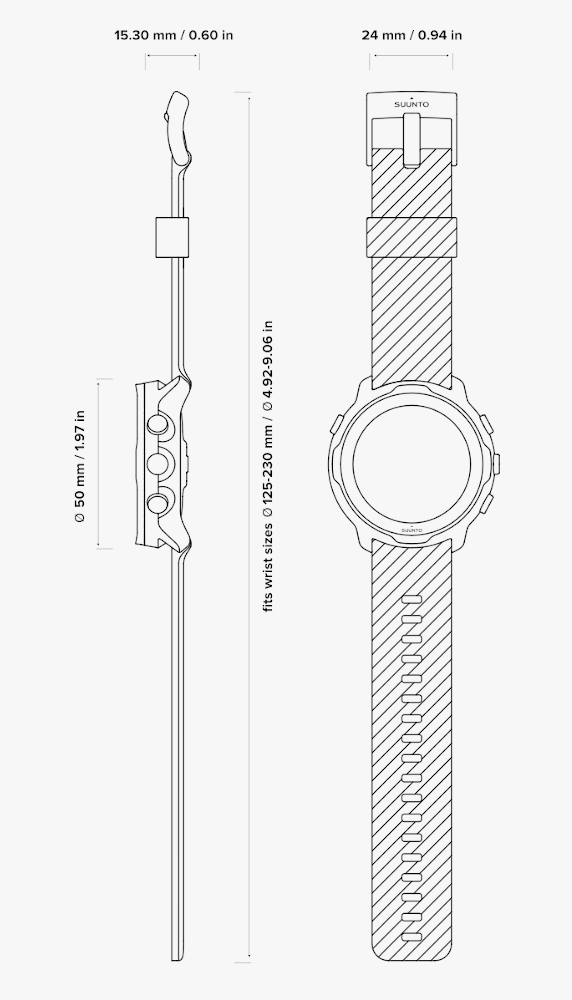 15.30 mm / 0.60 in
24 mm / 0.94 in
SUUNTO
∅ 50 mm / 1.97 in
fits wrist sizes ∅ 125-230 mm / ∅ 4.92-9.06 in
SUUNTO